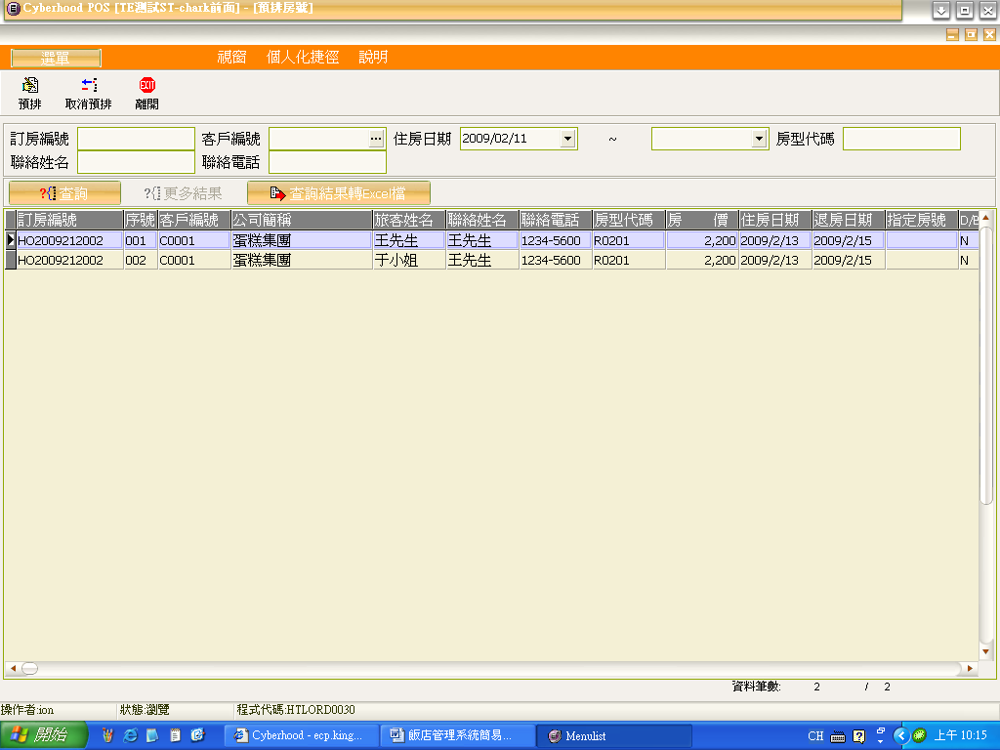 Cyberhood POS [TE測試ST-chark前面] - [預排房號]
選單 視窗 個人化捷徑 說明
預排 取消預排 EXIT 離開
訂房編號 客戶編號 ... 住房日期 2009/02/11 ~ 房型代碼
聯絡姓名 聯絡電話
?{} 查詢 ?{} 更多結果 查詢結果轉Excel檔
訂房編號 序號 客戶編號 公司簡稱 旅客姓名 聯絡姓名 聯絡電話 房型代碼 房 價 住房日期 退房日期 指定房號
HO2009212002 001 C0001 蛋糕集團 王先生 王先生 1234-5600 R0201 2,200 2009/2/13 2009/2/15 N
HO2009212002 002 C0001 蛋糕集團 于小姐 王先生 1234-5600 R0201 2,200 2009/2/13 2009/2/15 N
資料筆數: 2 / 2
操作者:ion 狀態:瀏覽 程式代碼:HTLORD0030
開始 Cyberhood - ecp king... 飯店管理系統簡易... Menulist CH 上午 10:15